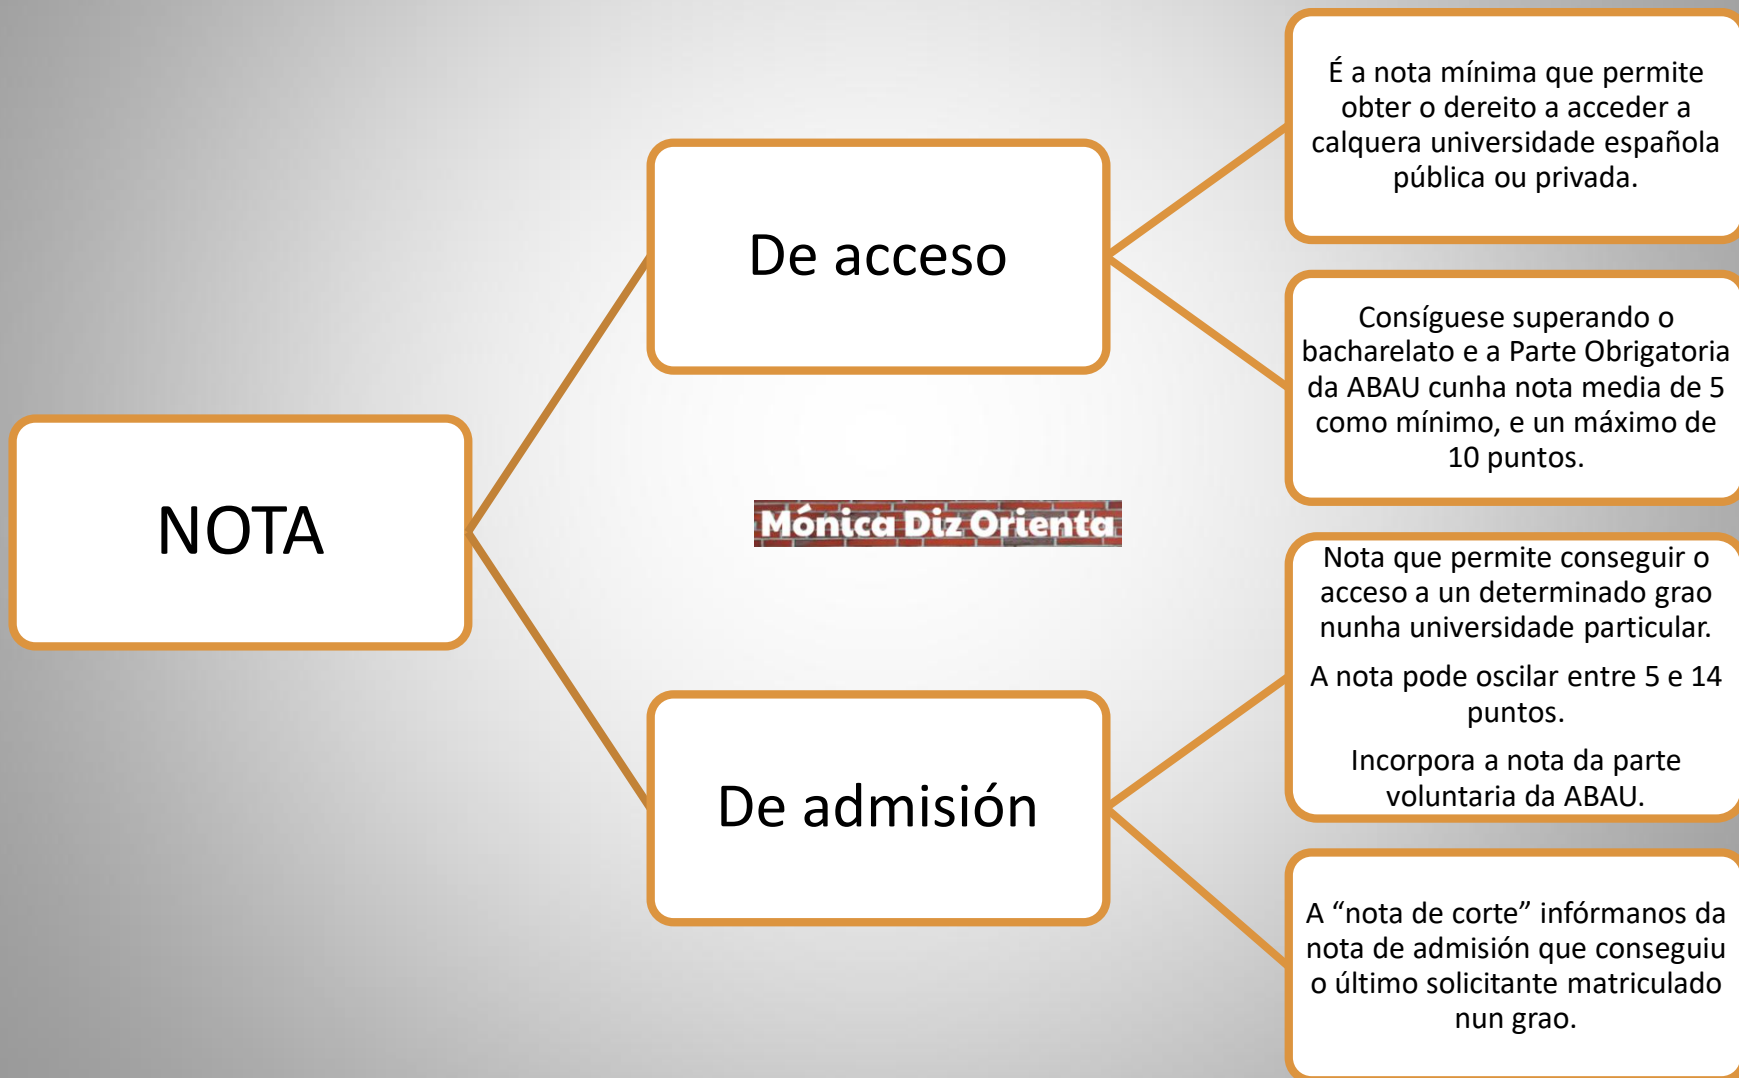 NOTA
De acceso
É a nota mínima que permite
obter o dereito a acceder a
calquera universidade española
pública ou privada.
Consíguese superando o
bacharelato e a Parte Obrigatoria
da ABAU cunha nota media de 5
como mínimo, e un máximo de
10 puntos.
Mónica Diz Orienta
De admisión
Nota que permite conseguir o
acceso a un determinado grao
nunha universidade particular.
A nota pode oscilar entre 5 e 14
puntos.
Incorpora a nota da parte
voluntaria da ABAU.
A “nota de corte” infórmanos da
nota de admisión que conseguiu
o último solicitante matriculado
nun grao.